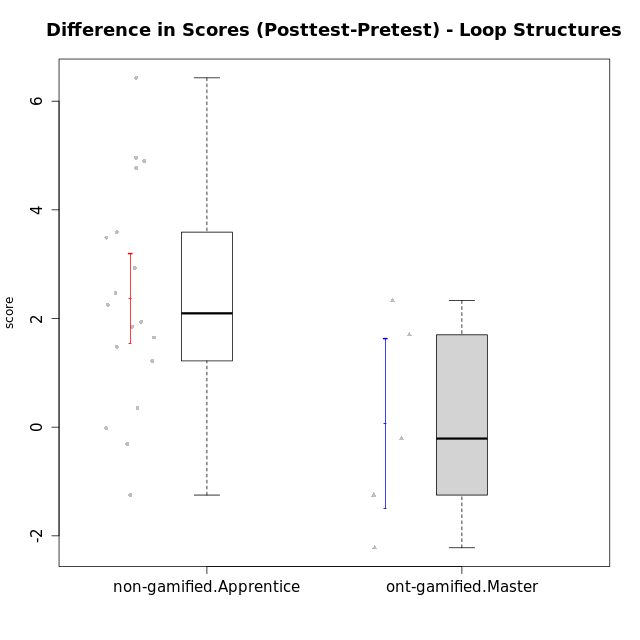 Difference in Scores (Posttest-Pretest) - Loop Structures
score
6
4
2
0
-2
non-gamified.Apprentice
ont-gamified.Master